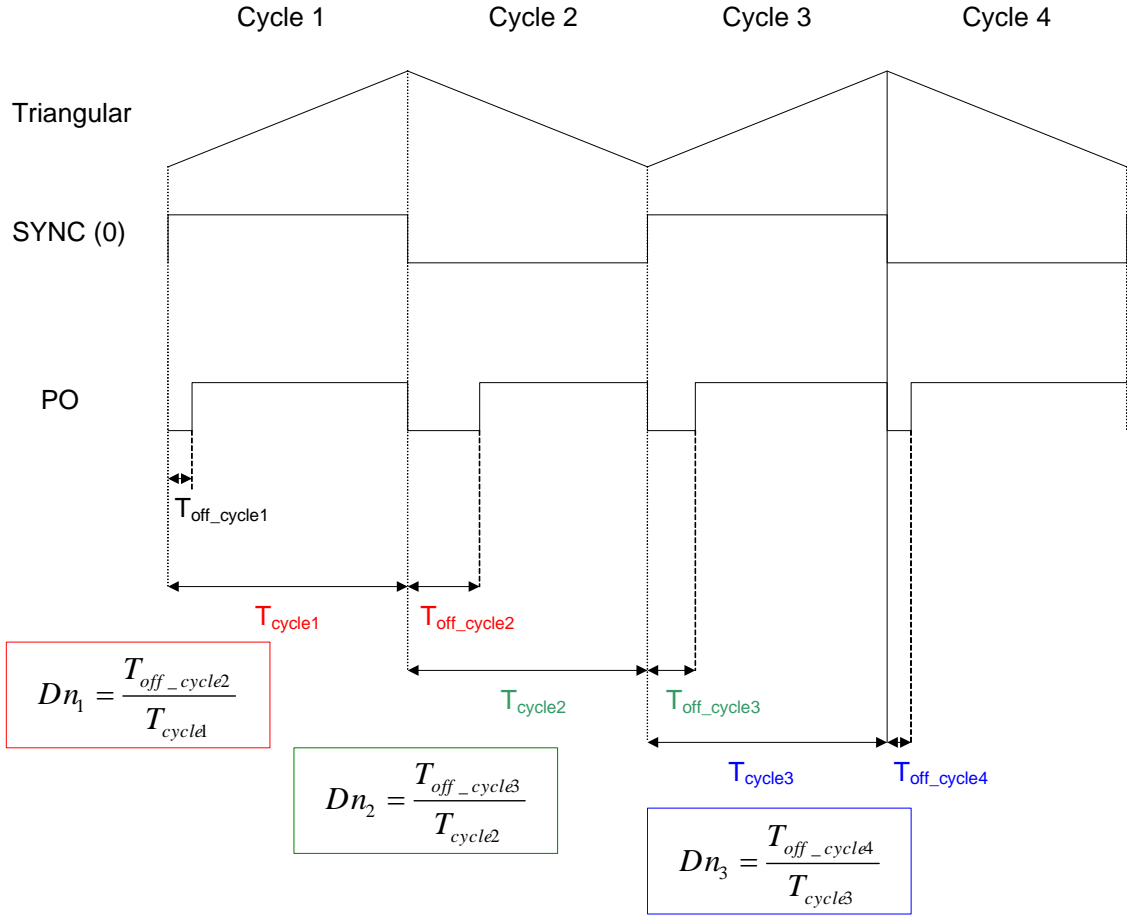 Cycle 1 Cycle 2 Cycle 3 Cycle 4
Triangular
SYNC (0)
PO
T_off_cycle1
T_cycle1 T_off_cycle2
T_cycle2 T_off_cycle3
T_cycle3 T_off_cycle4
Dn_1 = T_off_cycle2 / T_cycle1
Dn_2 = T_off_cycle3 / T_cycle2
Dn_3 = T_off_cycle4 / T_cycle3